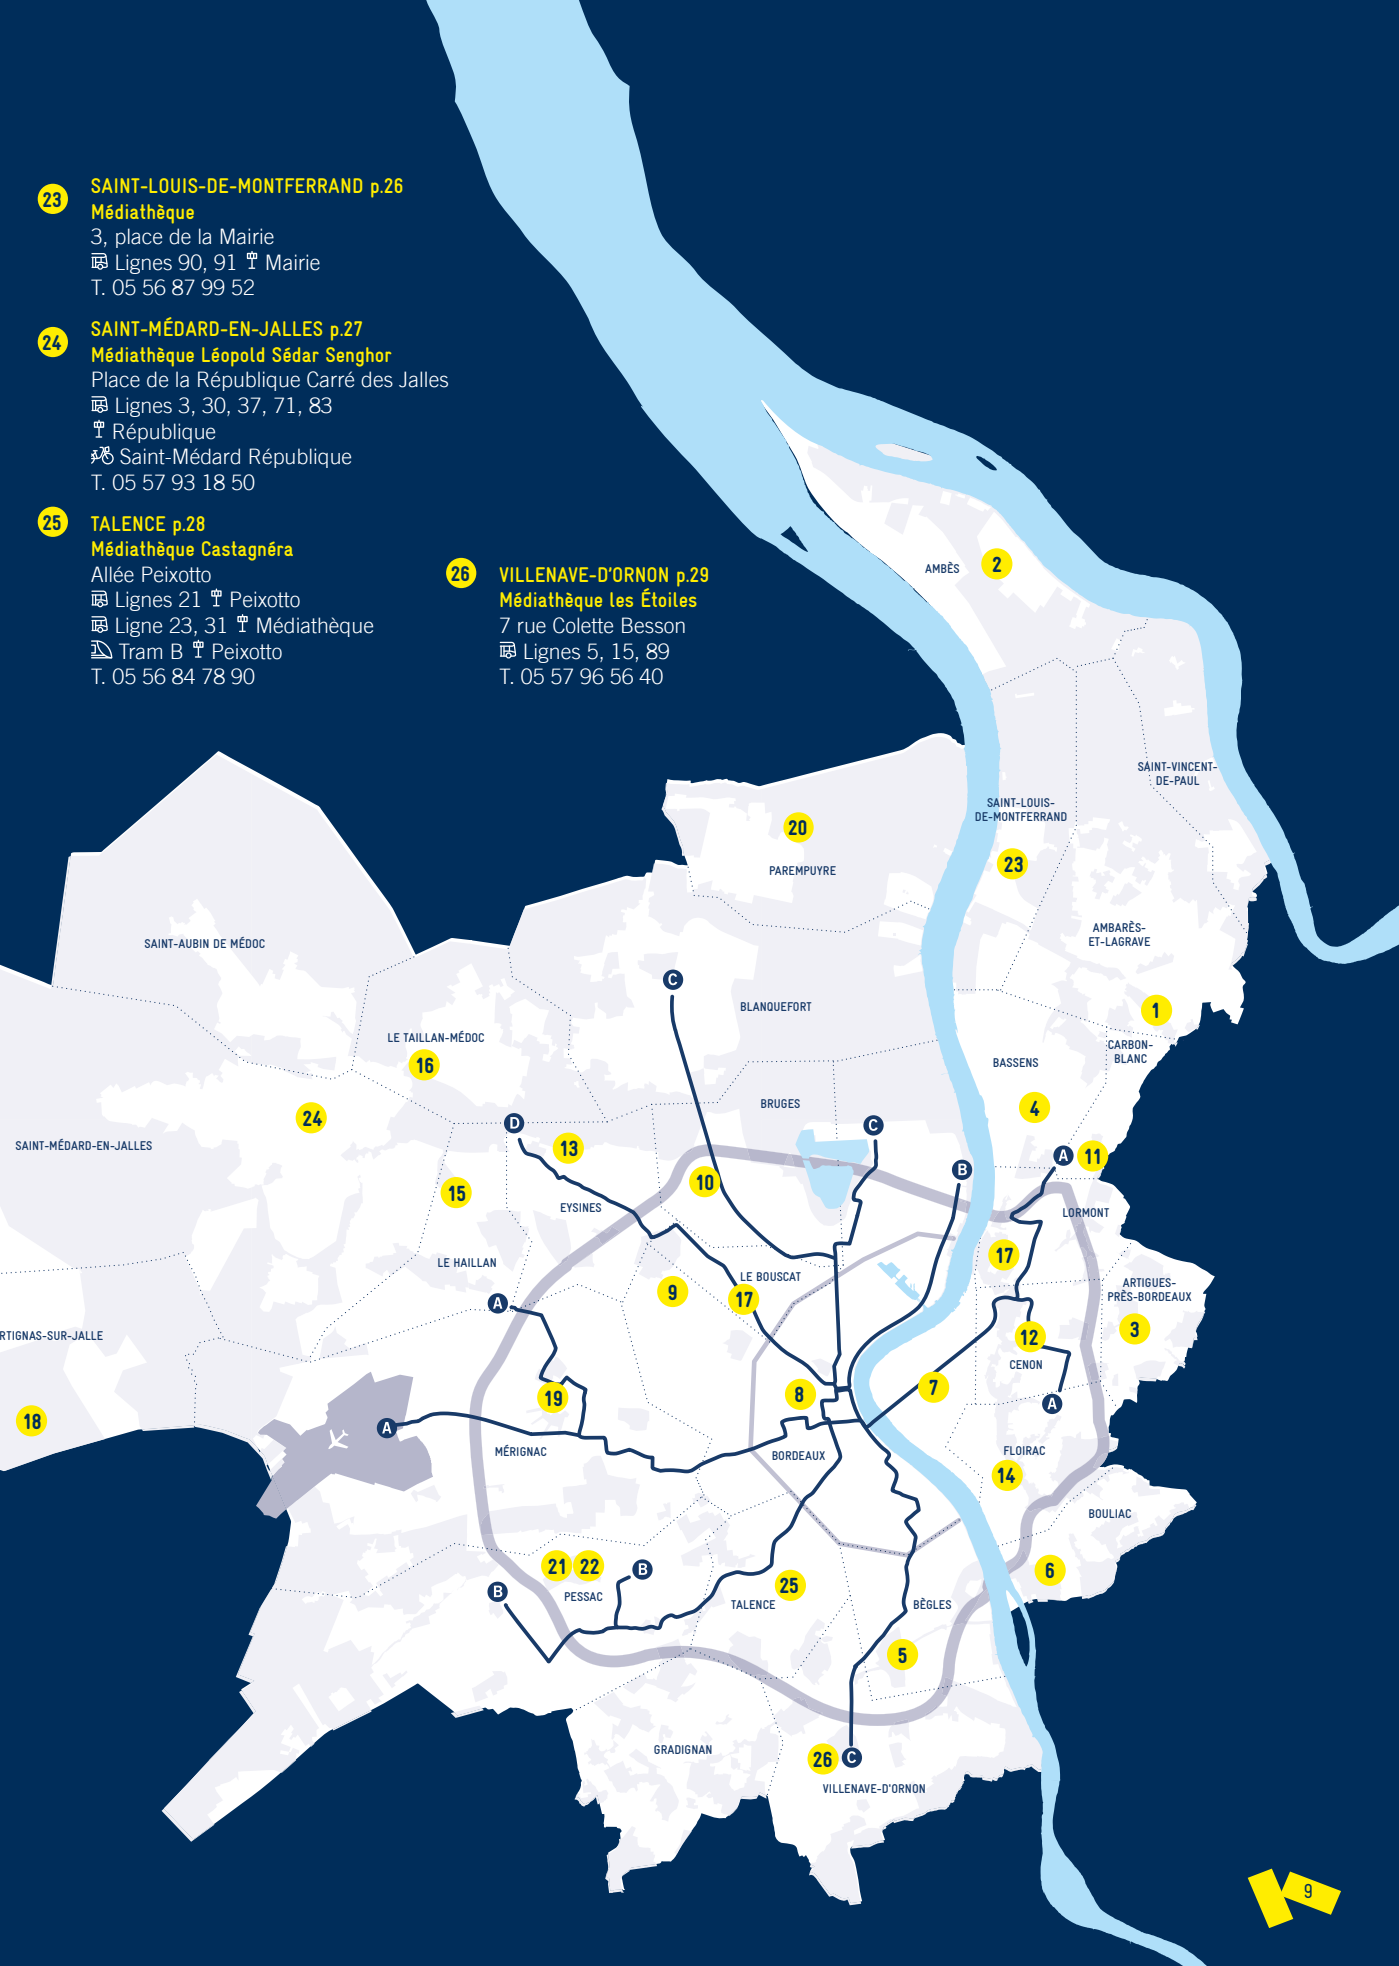 23
SAINT-LOUIS-DE-MONTFERRAND p.26
Médiathèque
3, place de la Mairie
Lignes 90, 91 Mairie
T. 05 56 87 99 52
24
SAINT-MÉDARD-EN-JALLES p.27
Médiathèque Léopold Sédar Senghor
Place de la République Carré des Jalles
Lignes 3, 30, 37, 71, 83
République
Saint-Médard République
T. 05 57 93 18 50
25
TALENCE p.28
Médiathèque Castagnéra
Allée Peixotto
Lignes 21 Peixotto
Ligne 23, 31 Médiathèque
Tram B Peixotto
T. 05 56 84 78 90
26
VILLENAVE-D'ORNON p.29
Médiathèque les Étoiles
7 rue Colette Besson
Lignes 5, 15, 89
T. 05 57 96 56 40
AMBÈS
2
SAINT-VINCENT-
DE-PAUL
SAINT-LOUIS-
DE-MONTFERRAND
23
20
PAREMPUYRE
AMBARÈS-
ET-LAGRAVE
SAINT-AUBIN DE MÉDOC
C
BLANQUEFORT
1
LE TAILLAN-MÉDOC
16
CARBON-
BLANC
BASSENS
4
BRUGES
24
D
C
SAINT-MÉDARD-EN-JALLES
13
A
11
B
10
15
EYSINES
LORMONT
17
LE HAILLAN
LE BOUSCAT
9
17
ARTIGUES-
PRÈS-BORDEAUX
A
3
RTIGNAS-SUR-JALLE
12
CENON
7
8
19
A
18
A
MÉRIGNAC
BORDEAUX
FLOIRAC
14
BOULIAC
21
22
B
6
B
PESSAC
25
TALENCE
BÈGLES
5
GRADIGNAN
26
C
VILLENAVE-D'ORNON
9